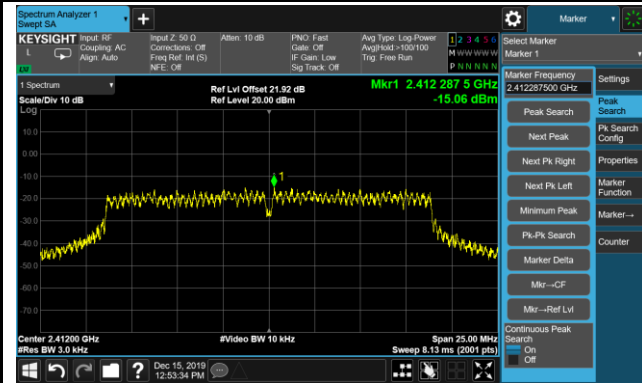 Spectrum Analyzer 1
Swept SA
+
Marker
KEYSIGHT
L
Input: RF
Coupling: AC
Align: Auto
Input Z: 50 Ω
Corrections: Off
Freq Ref: Int (S)
NFE: Off
Atten: 10 dB
PNO: Fast
Gate: Off
IF Gain: Low
Sig Track: Off
Avg Type: Log-Power
Avg|Hold:>100/100
Trig: Free Run
1 2 3 4 5 6
M W W W W W
P N N N N N
Select Marker
Marker 1
1 Spectrum
Ref Lvl Offset 21.92 dB
Mkr1 2.412 287 5 GHz
Scale/Div 10 dB
Ref Level 20.00 dBm
-15.06 dBm
Log
10.0
0.00
-10.0
-20.0
-30.0
-40.0
-50.0
-60.0
-70.0
1
Center 2.41200 GHz
#Video BW 10 kHz
Span 25.00 MHz
#Res BW 3.0 kHz
Sweep 8.13 ms (2001 pts)
Marker Frequency
2.412287500 GHz
Peak Search
Next Peak
Next Pk Right
Next Pk Left
Minimum Peak
Pk-Pk Search
Marker Delta
Mkr→CF
Mkr→Ref Lvl
Continuous Peak
Search
On
Off
Settings
Peak
Search
Pk Search
Config
Properties
Marker
Function
Marker→
Counter
?
Dec 15, 2019
12:53:34 PM